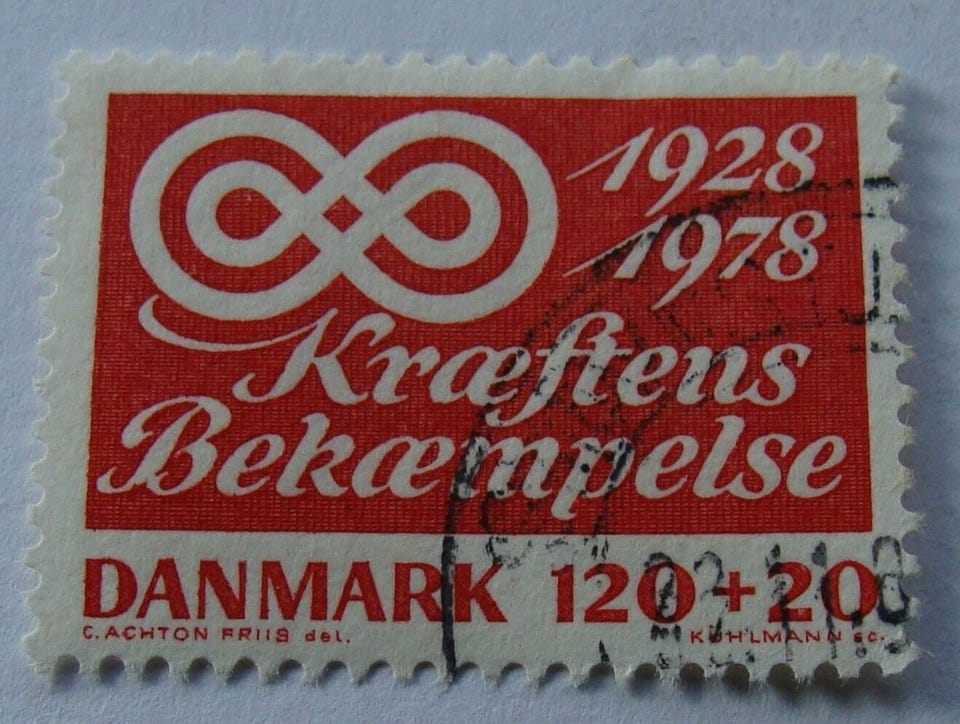 1928
1978
Kræftens
Bekæmpelse
DANMARK 120+20
C. ACHTON FRIIS del. KÜHLMANN sc.